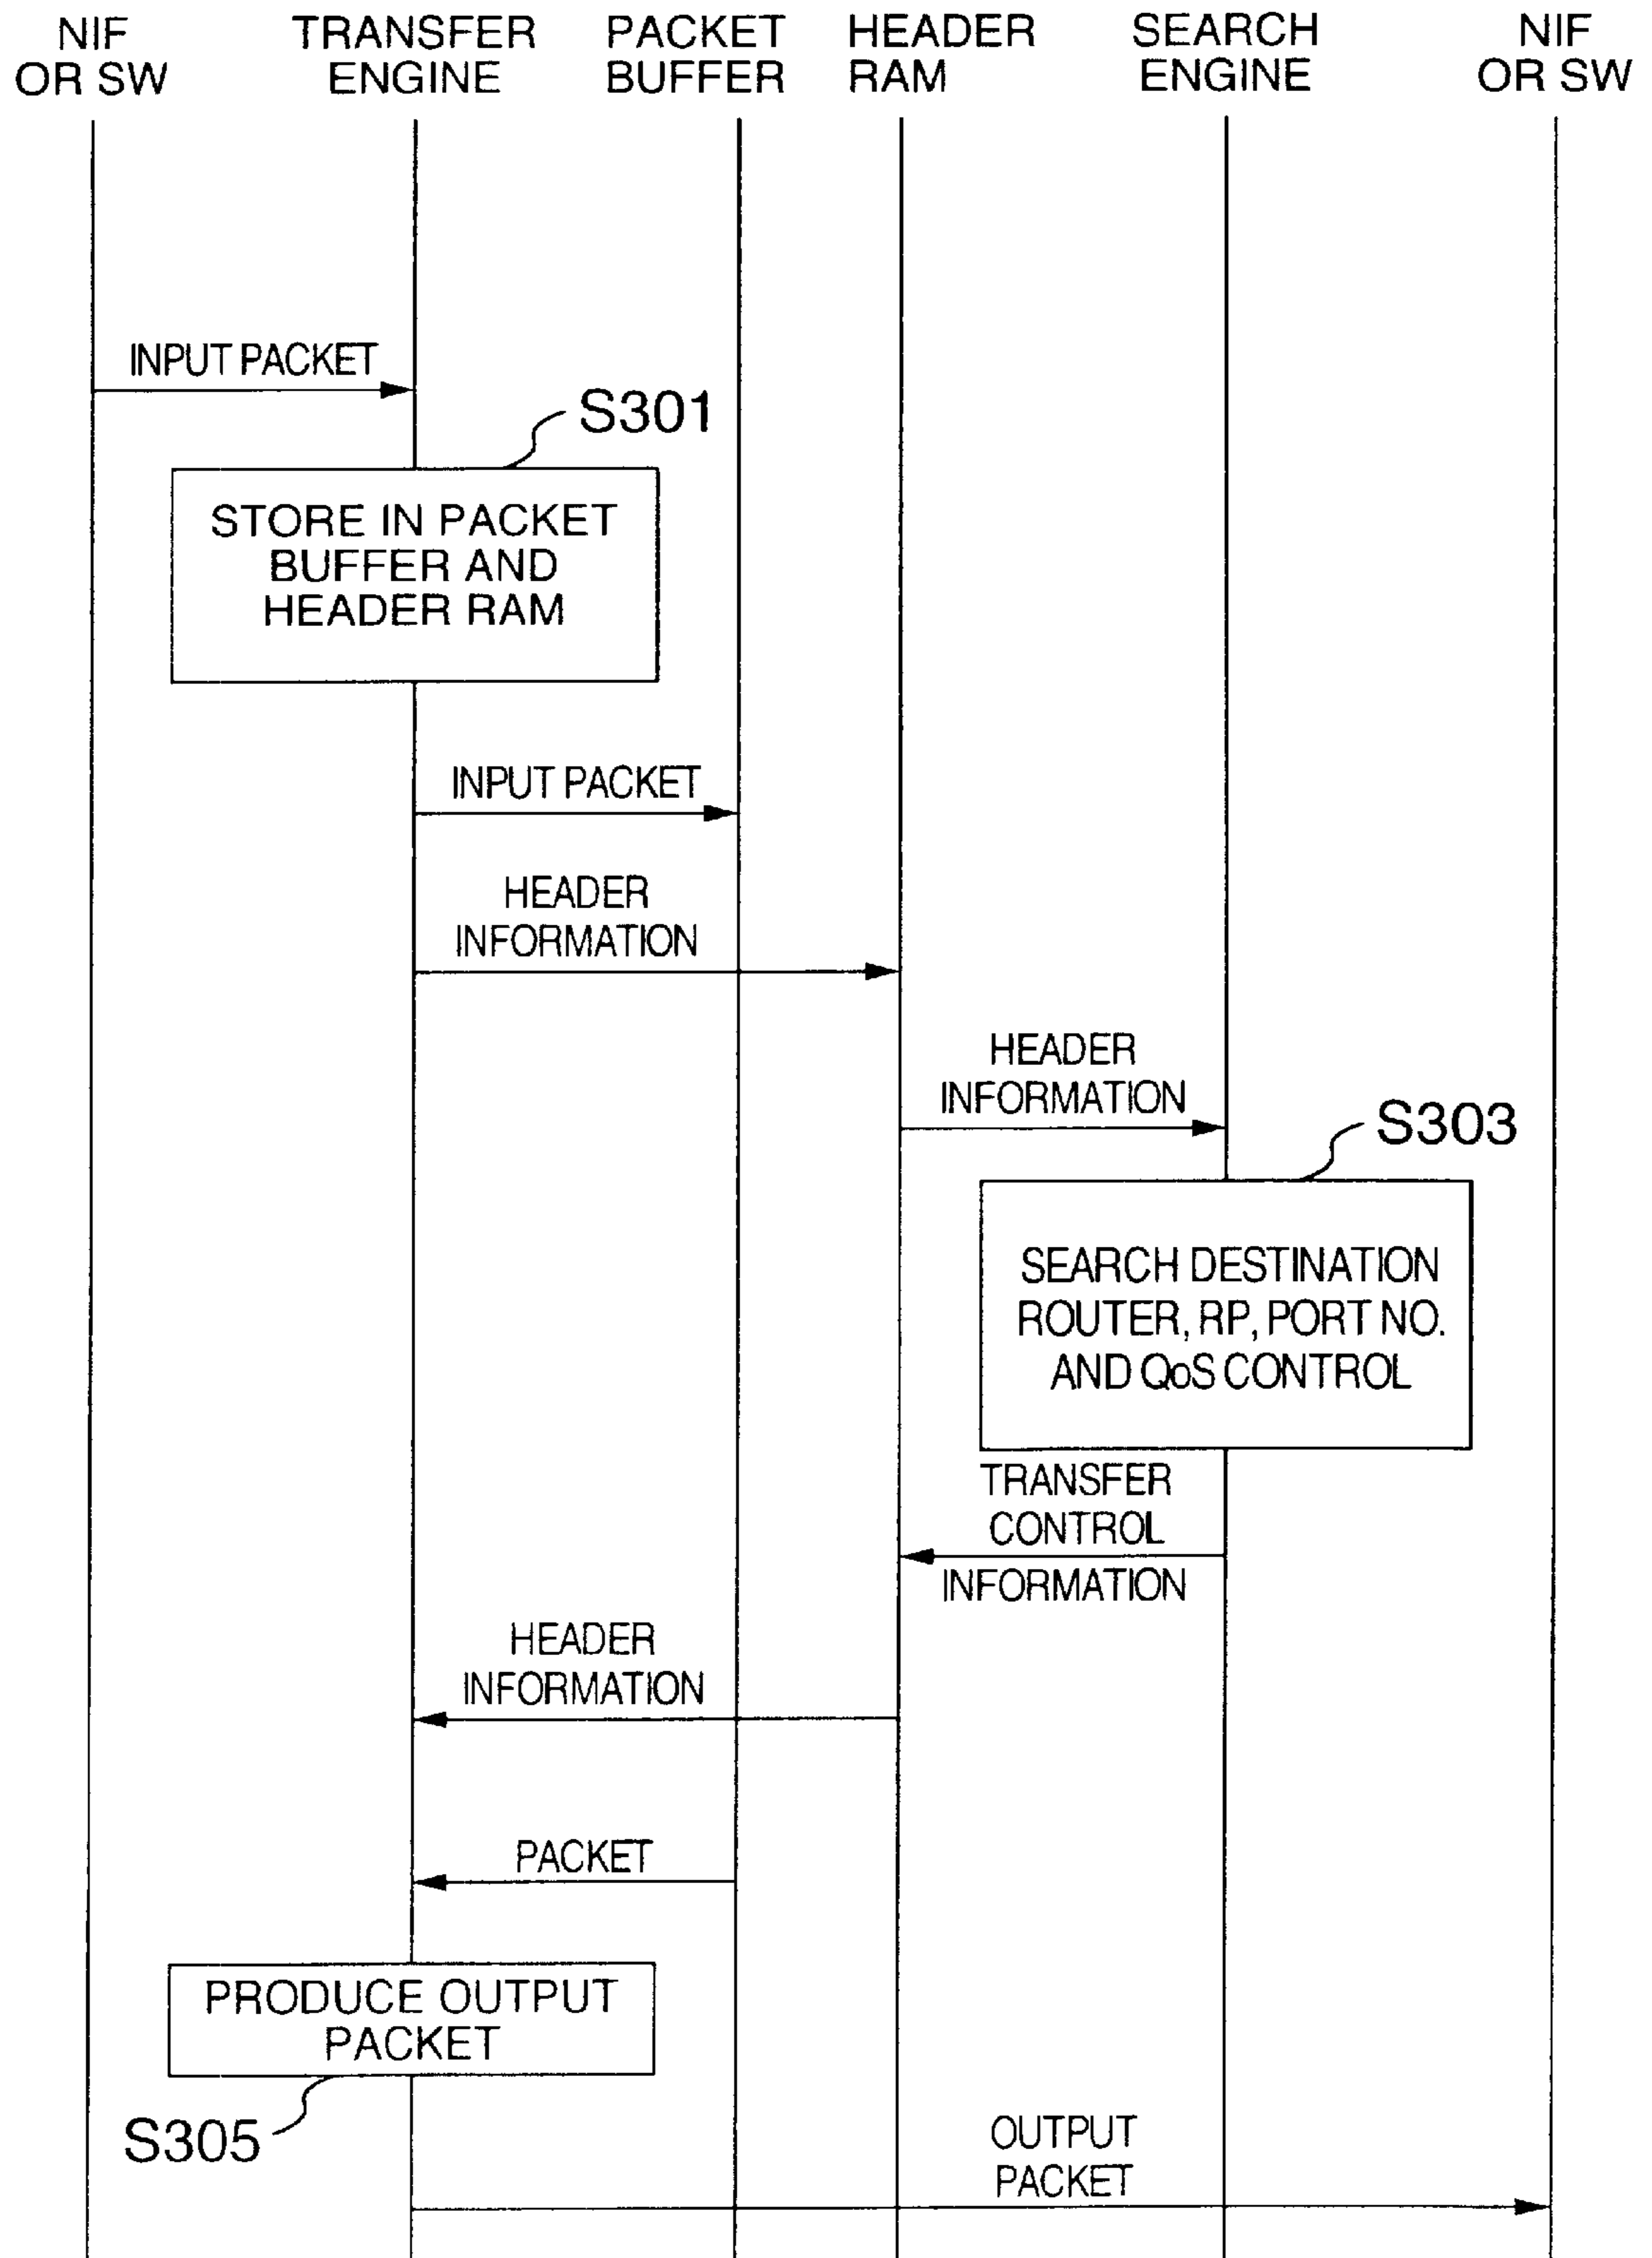 NIF
OR SW
TRANSFER
ENGINE
PACKET
BUFFER
HEADER
RAM
SEARCH
ENGINE
NIF
OR SW
INPUT PACKET
S301
STORE IN PACKET
BUFFER AND
HEADER RAM
INPUT PACKET
HEADER
INFORMATION
HEADER
INFORMATION
S303
SEARCH DESTINATION
ROUTER, RP, PORT NO.
AND QoS CONTROL
TRANSFER
CONTROL
INFORMATION
HEADER
INFORMATION
PACKET
PRODUCE OUTPUT
PACKET
S305
OUTPUT
PACKET